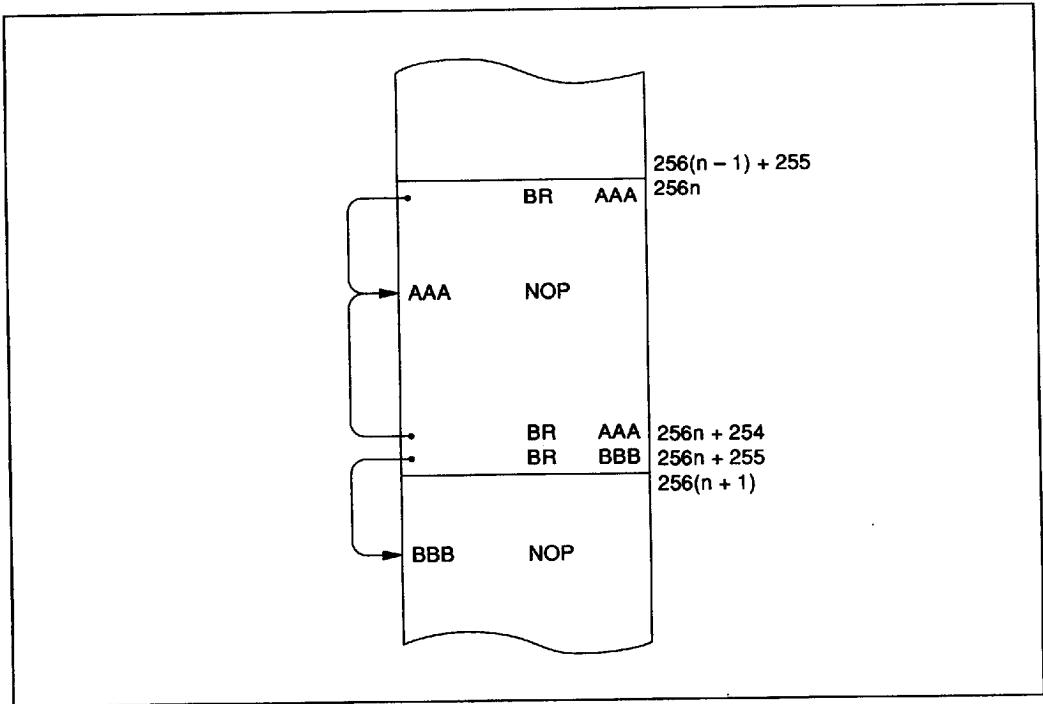 256(n – 1) + 255
BR AAA 256n
AAA NOP
BR AAA 256n + 254
BR BBB 256n + 255
256(n + 1)
BBB NOP